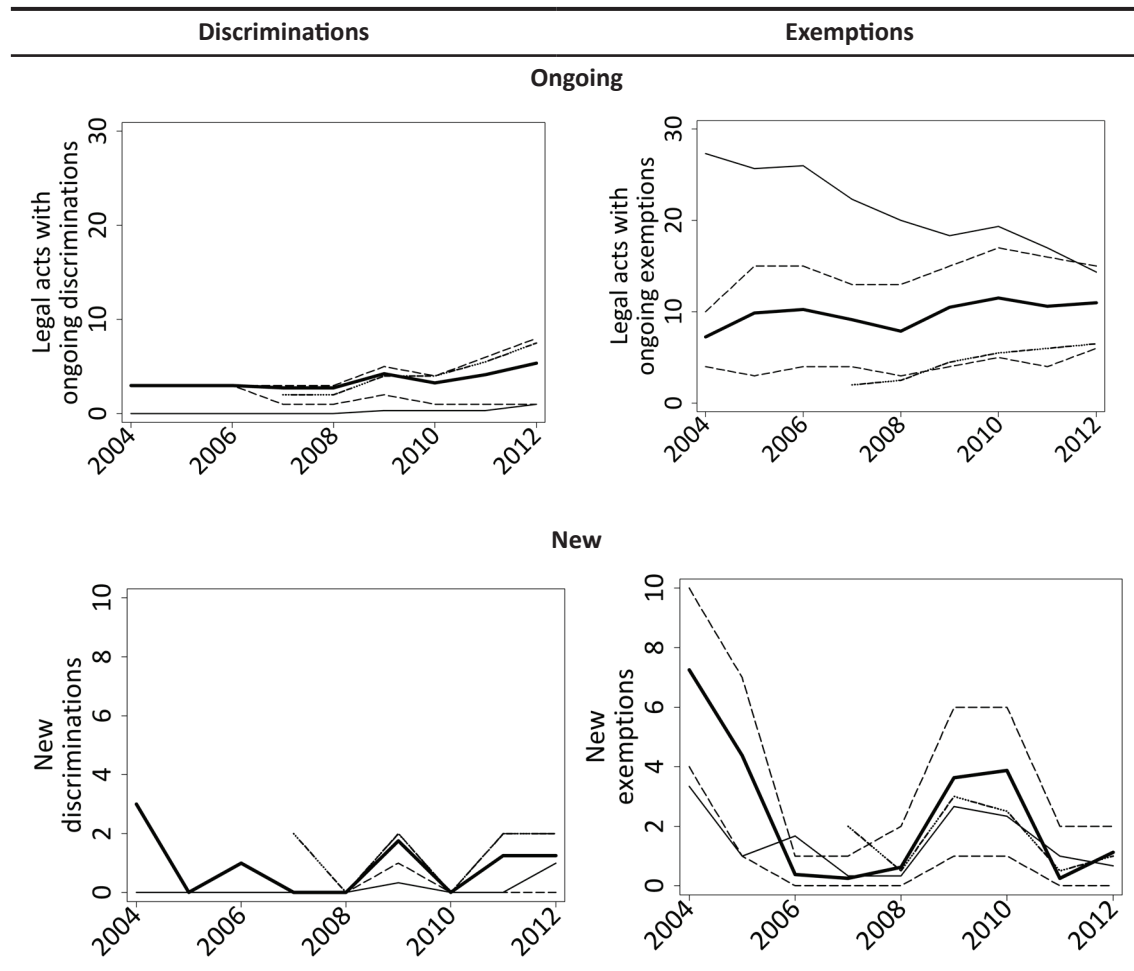 Discriminations Exemptions
Ongoing
Legal acts with
ongoing discriminations
30
20
10
0
2004 2006 2008 2010 2012
Legal acts with
ongoing exemptions
30
20
10
0
2004 2006 2008 2010 2012
New
New
discriminations
10
8
6
4
2
0
2004 2006 2008 2010 2012
New
exemptions
10
8
6
4
2
0
2004 2006 2008 2010 2012